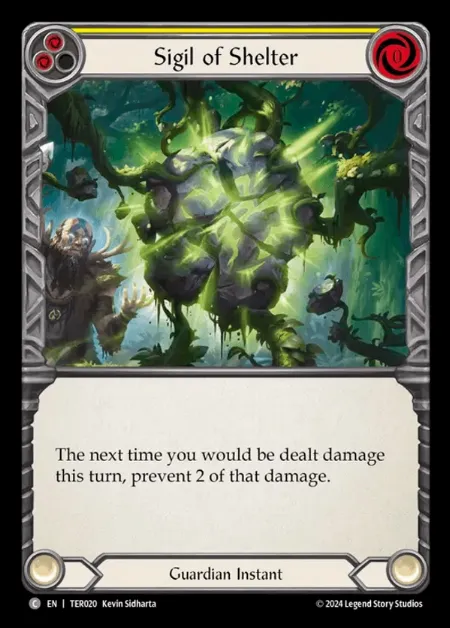 Sigil of Shelter
0
The next time you would be dealt damage
this turn, prevent 2 of that damage.
Guardian Instant
C EN | TER020 Kevin Sidharta
© 2024 Legend Story Studios